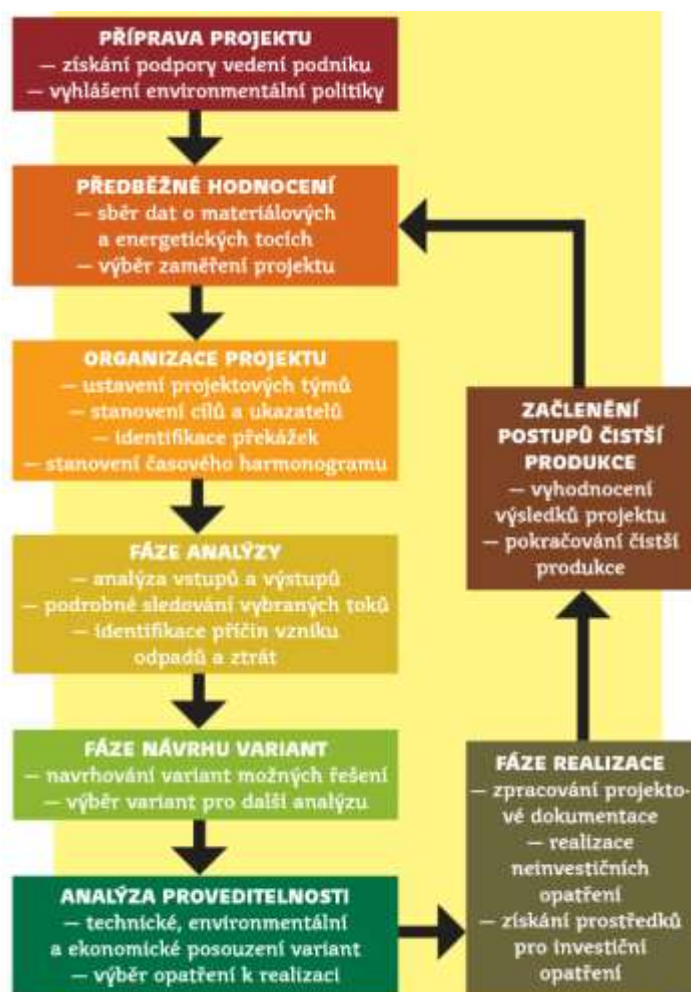 PŘÍPRAVA PROJEKTU
— získání podpory vedení podniku
— vyhlášení environmentální politiky
PŘEDBĚŽNÉ HODNOCENÍ
— sběr dat o materiálových
a energetických tocích
— výběr zaměření projektu
ORGANIZACE PROJEKTU
— ustavení projektových týmů
— stanovení cílů a ukazatelů
— identifikace překážek
— stanovení časového harmonogramu
FÁZE ANALÝZY
— analýza vstupů a výstupů
— podrobné sledování vybraných toků
— identifikace příčin vzniku
odpadů a ztrát
FÁZE NÁVRHU VARIANT
— navrhování variant možných řešení
— výběr variant pro další analýzu
ANALÝZA PROVEDITELNOSTI
— technické, environmentální
a ekonomické posouzení variant
— výběr opatření k realizaci
FÁZE REALIZACE
— zpracování projekto-
vé dokumentace
— realizace
neinvestičních
opatření
— získání prostředků
pro investiční
opatření
ZAČLENĚNÍ
POSTUPŮ ČISTŠÍ
PRODUKCE
— vyhodnocení
výsledků projektu
— pokračování čistší
produkce